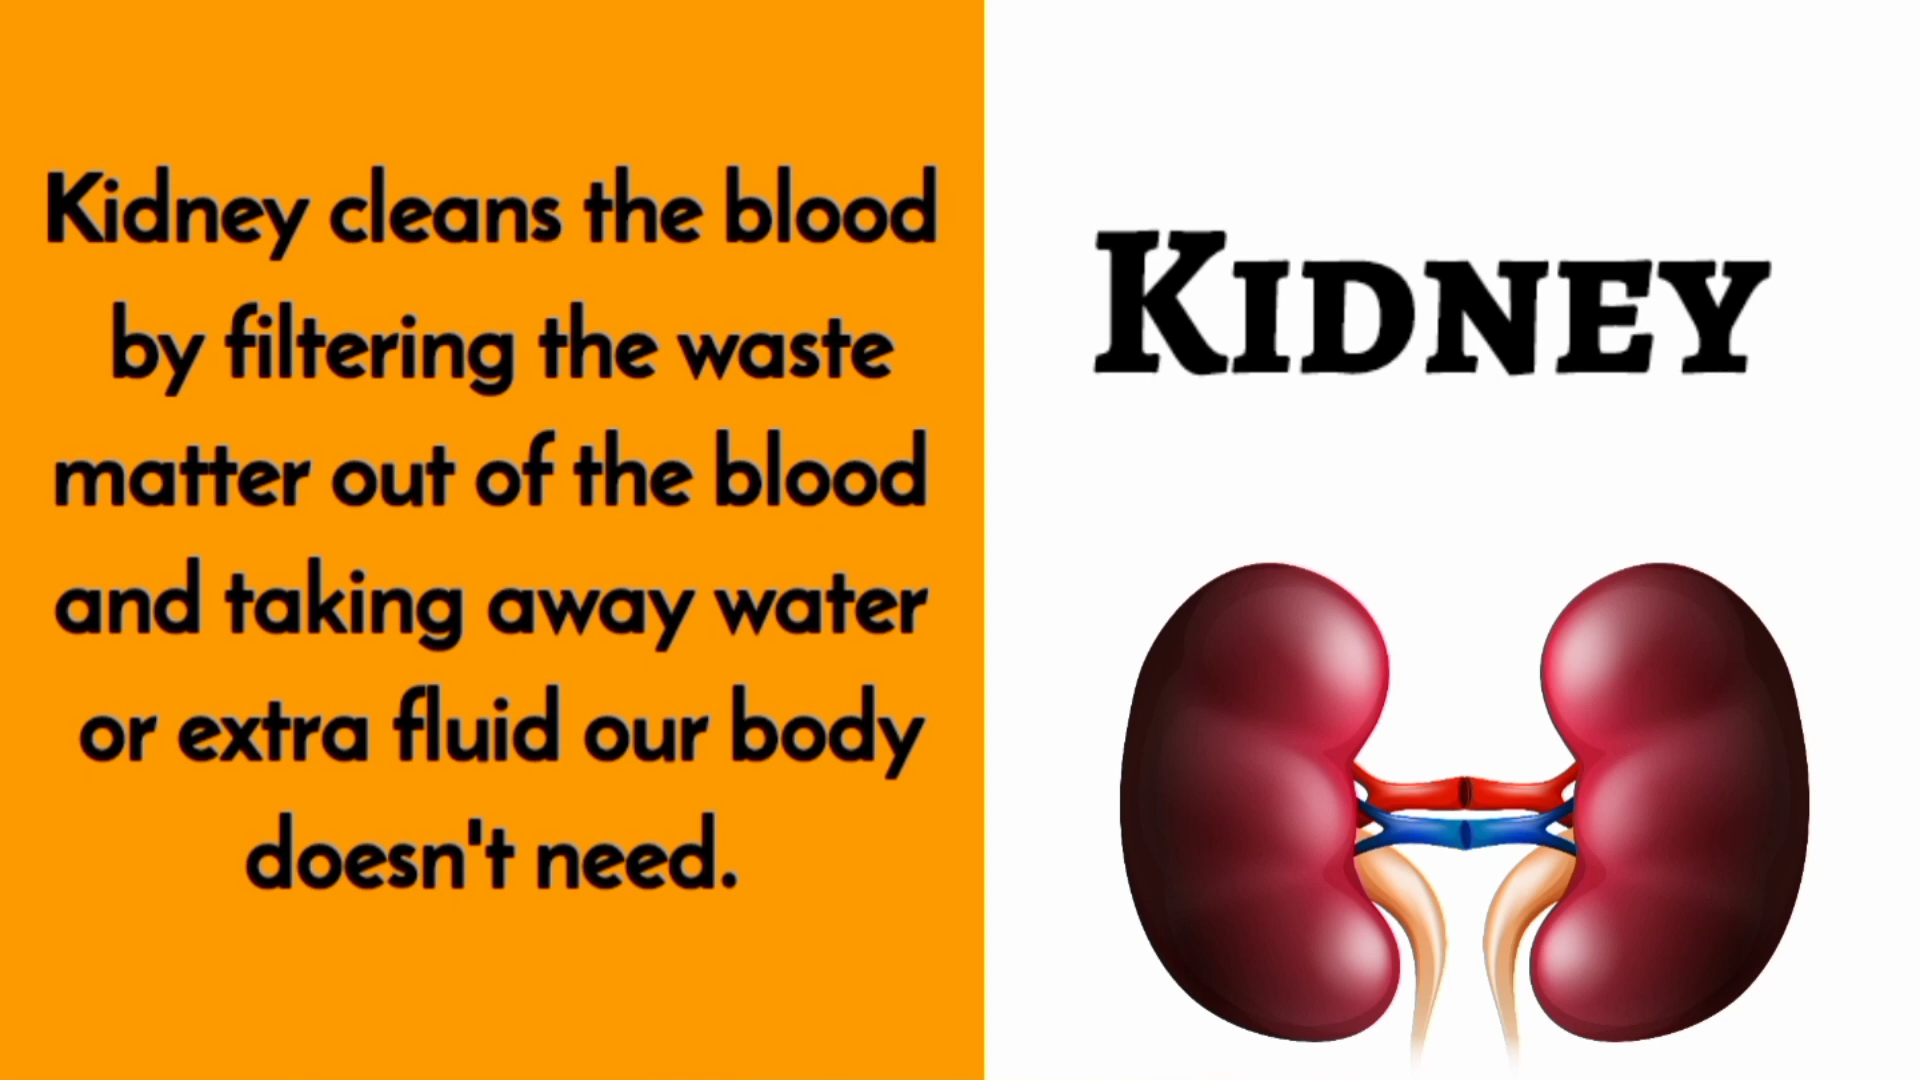 Kidney cleans the blood
by filtering the waste
matter out of the blood
and taking away water
or extra fluid our body
doesn't need.
KIDNEY